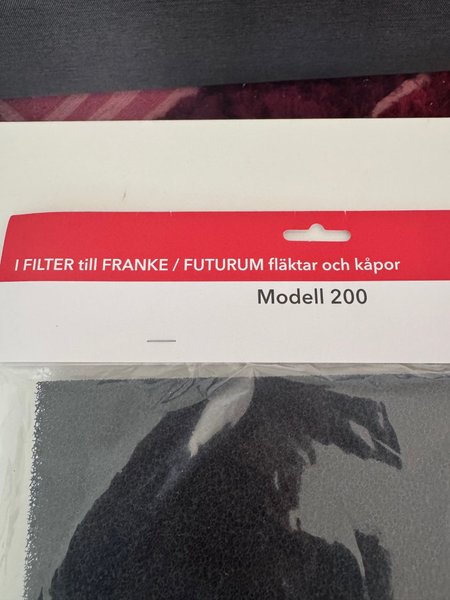 I FILTER till FRANKE / FUTURUM fläktar och kåpor
Modell 200